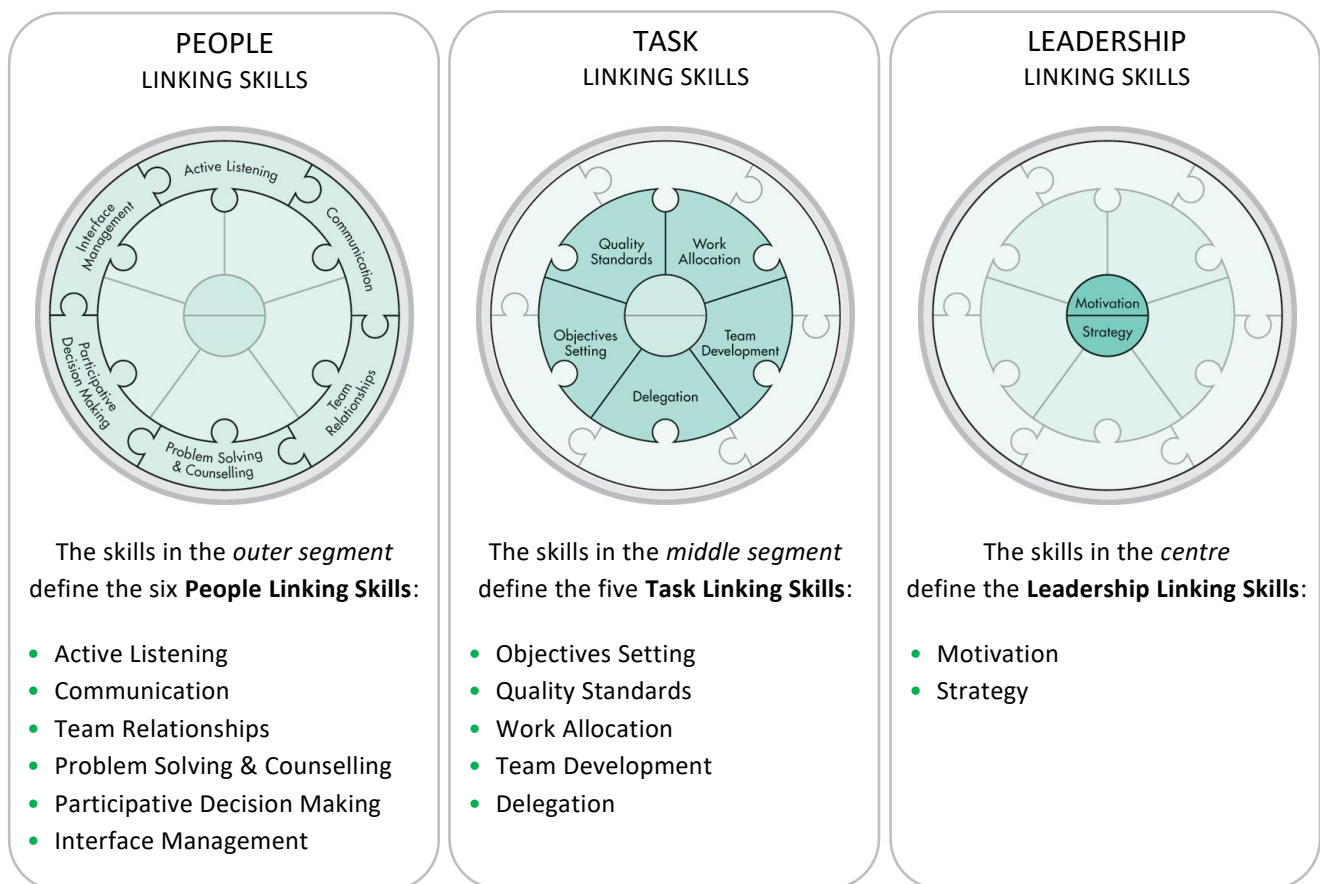 PEOPLE
LINKING SKILLS
Active Listening
Communication
Team
Relationships
Problem Solving
& Counselling
Participative
Decision Making
Interface
Management
The skills in the outer segment
define the six People Linking Skills:
• Active Listening
• Communication
• Team Relationships
• Problem Solving & Counselling
• Participative Decision Making
• Interface Management
TASK
LINKING SKILLS
Quality
Standards
Work
Allocation
Objectives
Setting
Team
Development
Delegation
The skills in the middle segment
define the five Task Linking Skills:
• Objectives Setting
• Quality Standards
• Work Allocation
• Team Development
• Delegation
LEADERSHIP
LINKING SKILLS
Motivation
Strategy
The skills in the centre
define the Leadership Linking Skills:
• Motivation
• Strategy